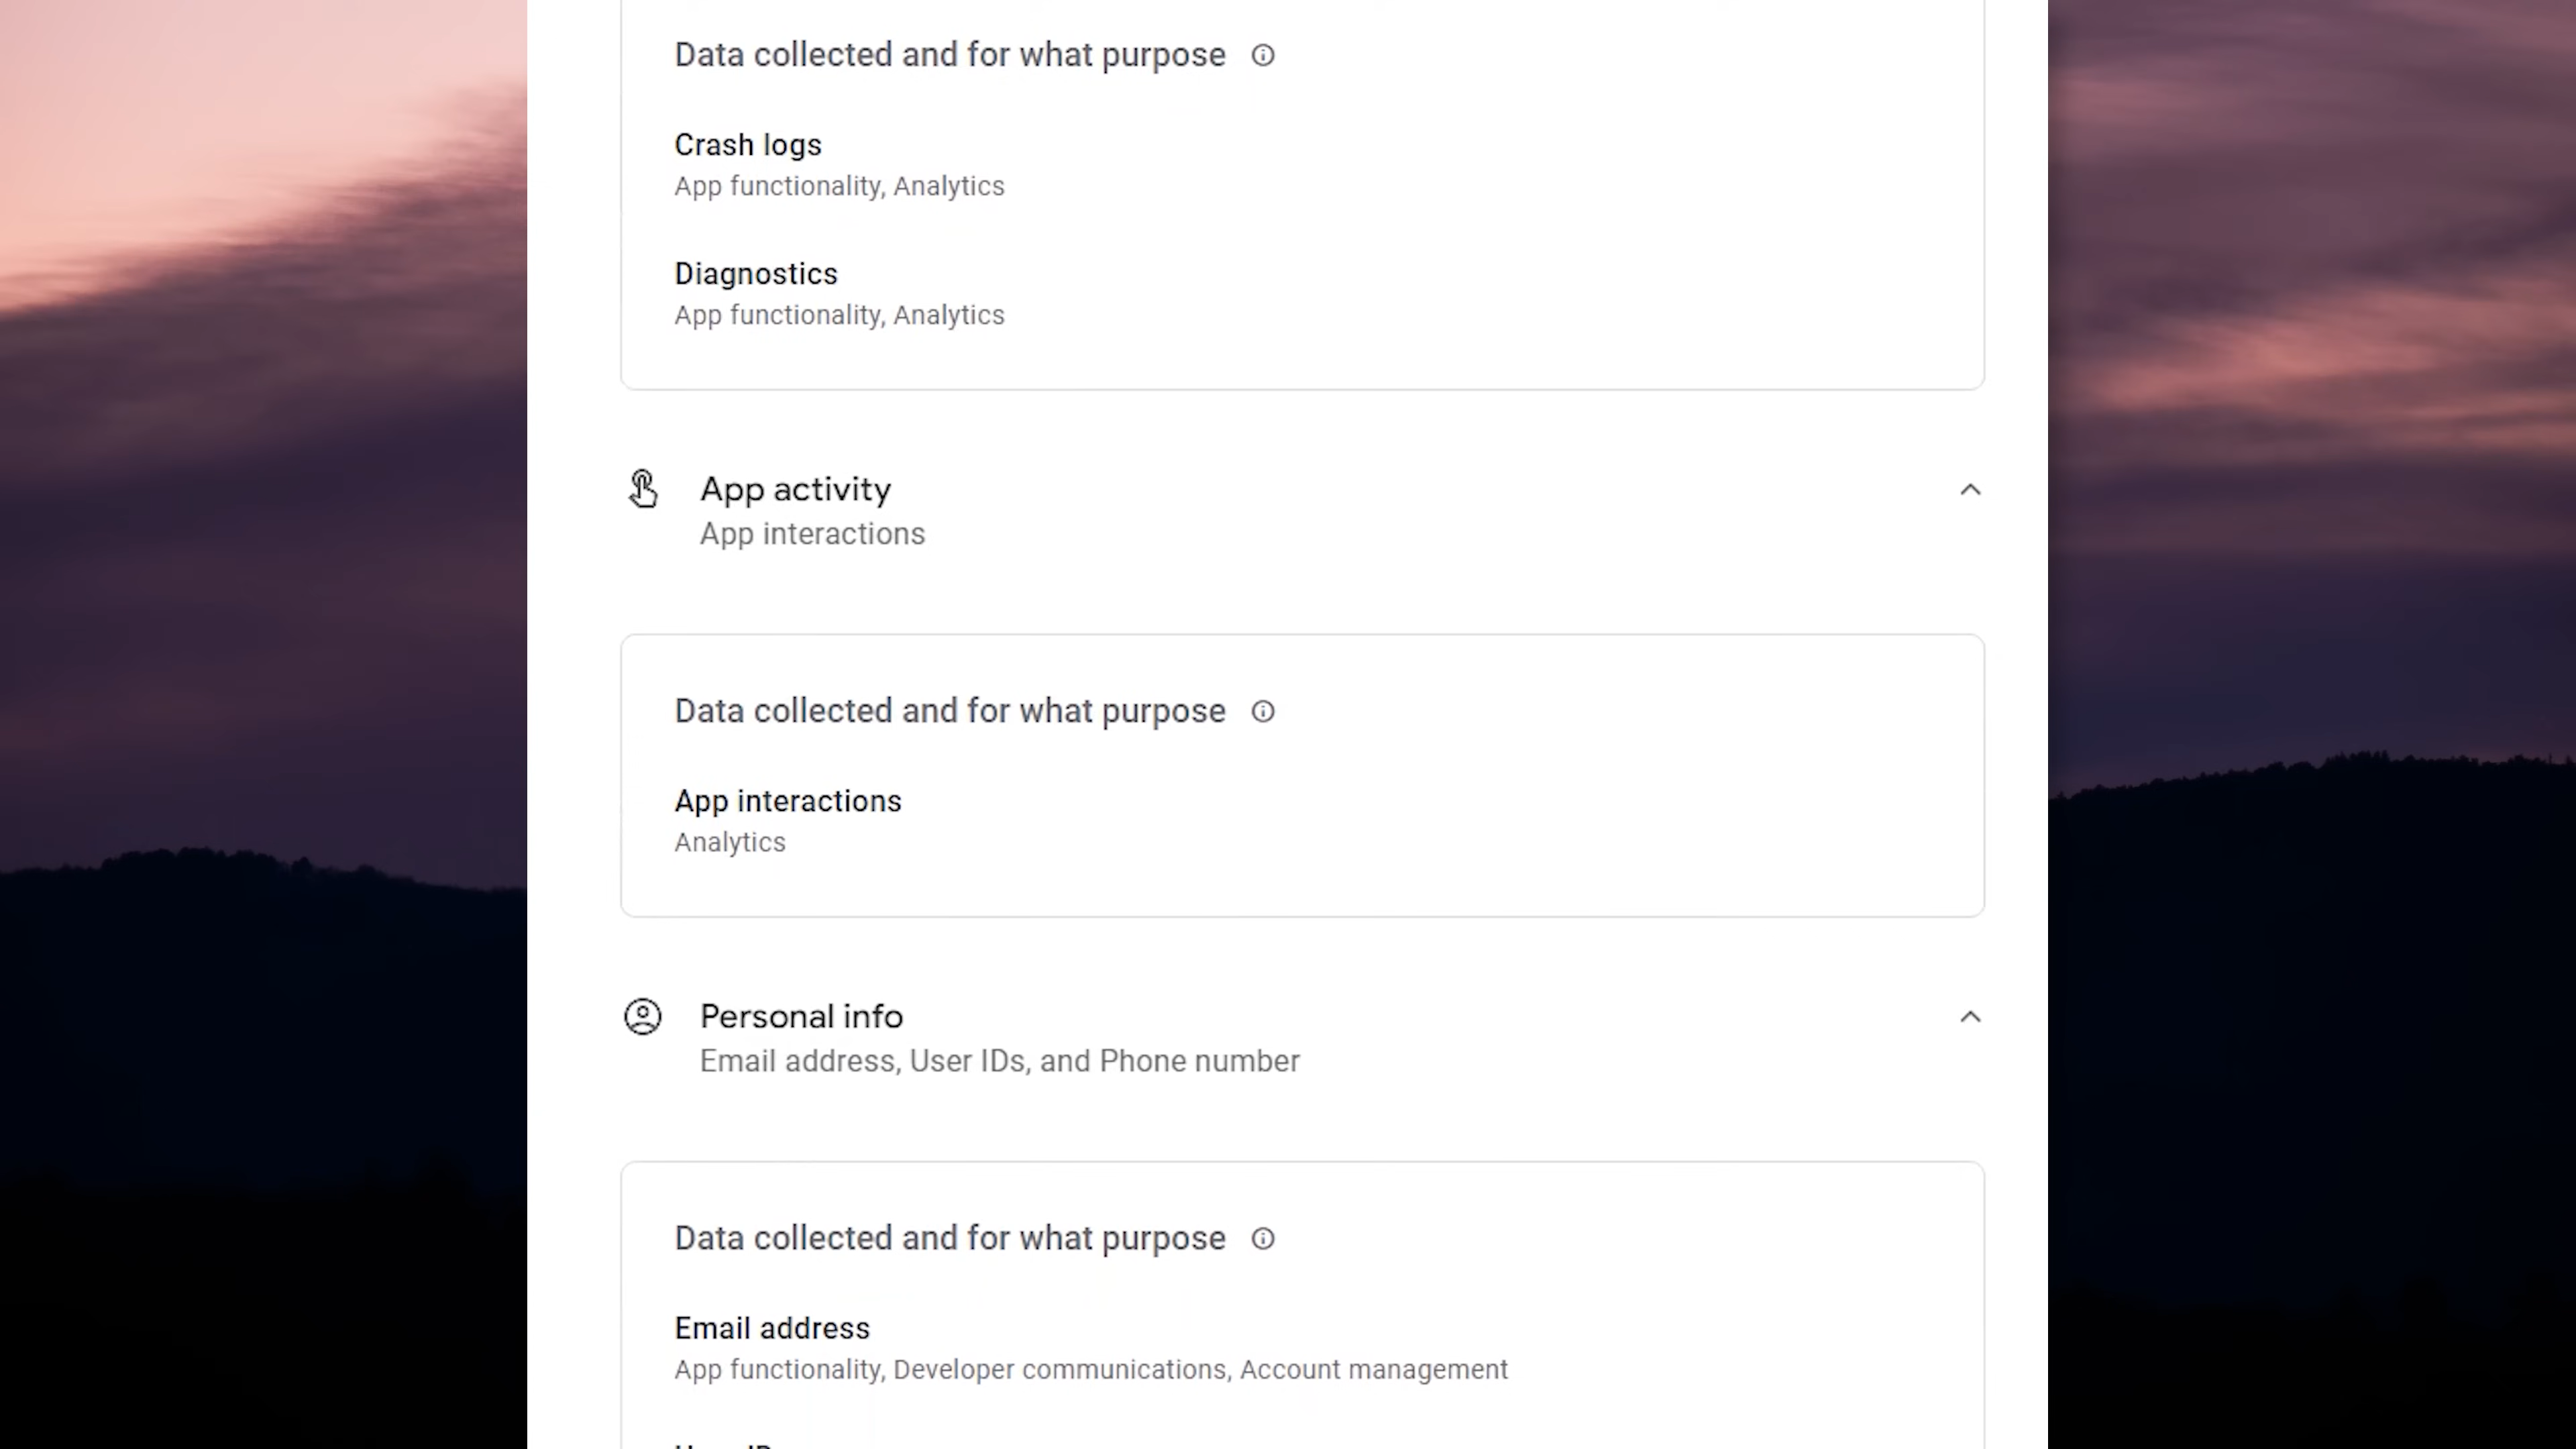 Data collected and for what purpose
Crash logs
App functionality, Analytics
Diagnostics
App functionality, Analytics
App activity
App interactions
Data collected and for what purpose
App interactions
Analytics
Personal info
Email address, User IDs, and Phone number
Data collected and for what purpose
Email address
App functionality, Developer communications, Account management